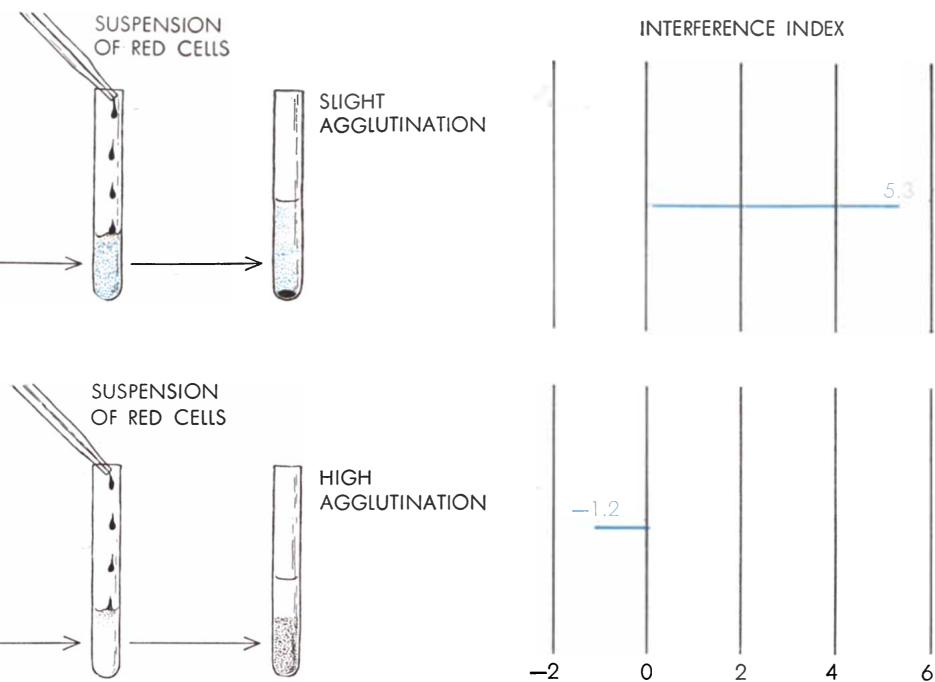 SUSPENSION
OF RED CELLS
SLIGHT
AGGLUTINATION
INTERFERENCE INDEX
5.3
SUSPENSION
OF RED CELLS
HIGH
AGGLUTINATION
—1.2
—2 0 2 4 6